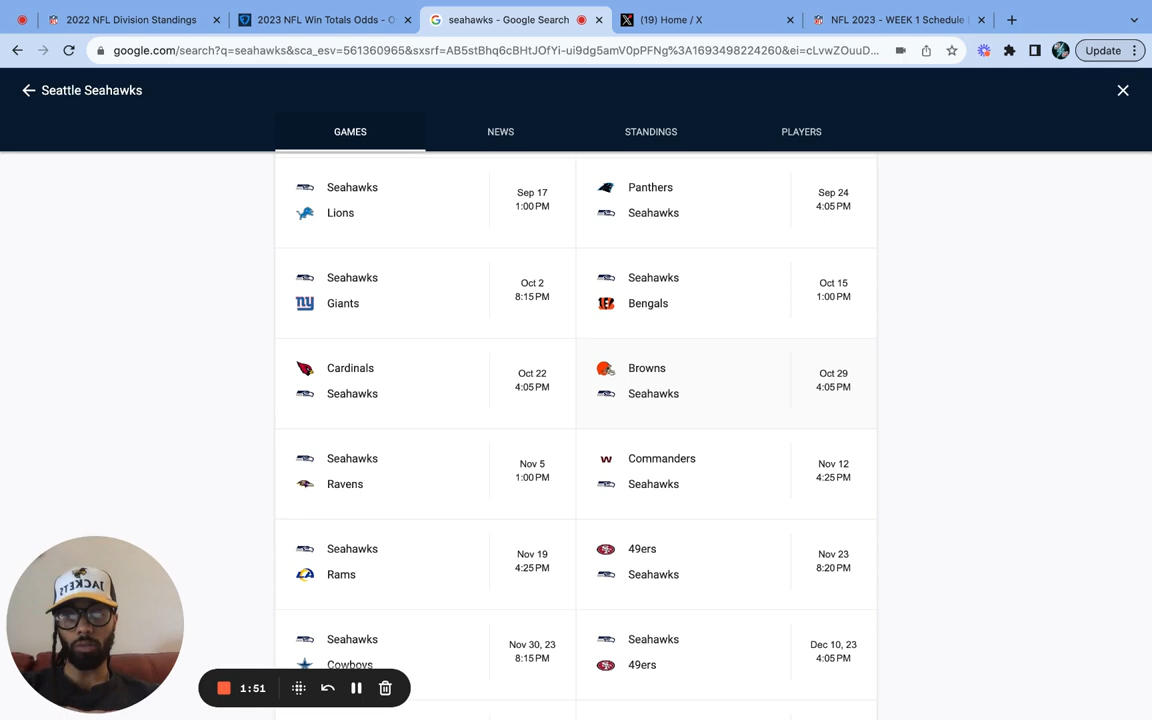 2022 NFL Division Standings
2023 NFL Win Totals Odds - O
seahawks - Google Search
(19) Home / X
NFL 2023 - WEEK 1 Schedule
google.com/search?q=seahawks&sca_esv=561360965&sxsrf=AB5stBhq6cBHtJOfYi-ui9dg5amV0pPFNg%3A1693498224260&ei=cLvwZOuuD...
Update
Seattle Seahawks
GAMES
NEWS
STANDINGS
PLAYERS
Seahawks
Lions
Sep 17
1:00 PM
Panthers
Seahawks
Sep 24
4:05 PM
Seahawks
ny
Giants
Oct 2
8:15 PM
Seahawks
Bengals
Oct 15
1:00 PM
Cardinals
Seahawks
Oct 22
4:05 PM
Browns
Seahawks
Oct 29
4:05 PM
Seahawks
Ravens
Nov 5
1:00 PM
W
Commanders
Seahawks
Nov 12
4:25 PM
Seahawks
Rams
Nov 19
4:25 PM
49ers
Seahawks
Nov 23
8:20 PM
Seahawks
Cowboys
Nov 30, 23
8:15 PM
Seahawks
49ers
Dec 10, 23
4:05 PM
JACKETS
1:51